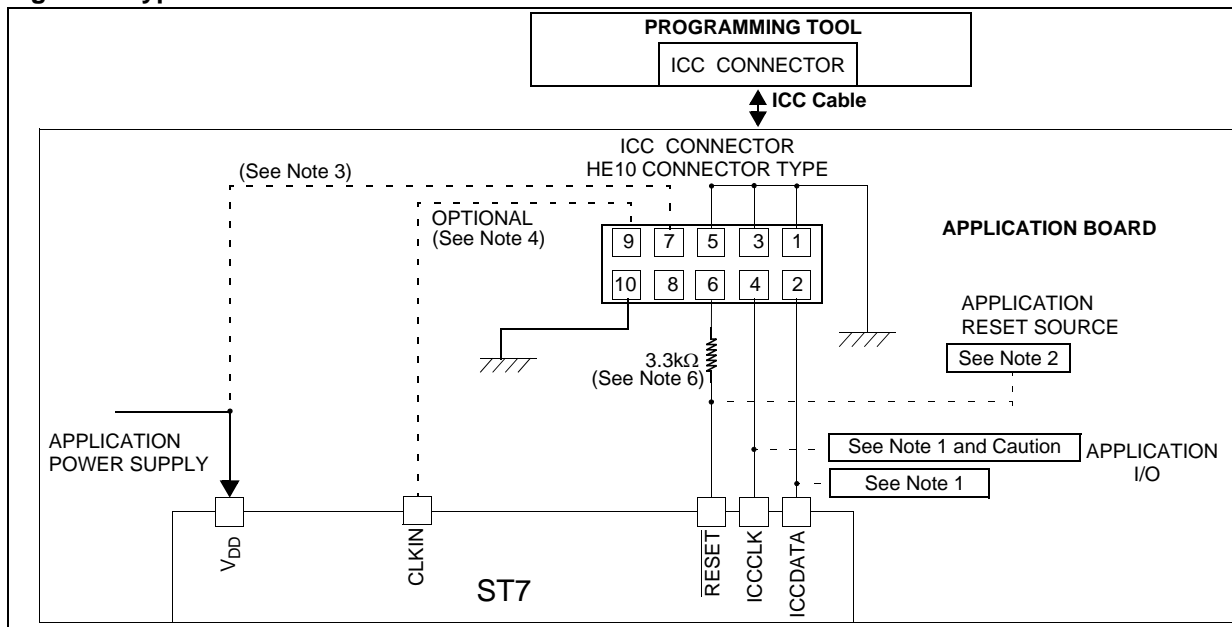 PROGRAMMING TOOL
ICC CONNECTOR
ICC Cable
ICC CONNECTOR
HE10 CONNECTOR TYPE
(See Note 3)
OPTIONAL
(See Note 4)
9 7 5 3 1
10 8 6 4 2
APPLICATION BOARD
APPLICATION
RESET SOURCE
See Note 2
3.3kΩ
(See Note 6)
APPLICATION
POWER SUPPLY
See Note 1 and Caution
See Note 1
APPLICATION
I/O
VDD
CLKIN
RESET
ICCCLK
ICCDATA
ST7